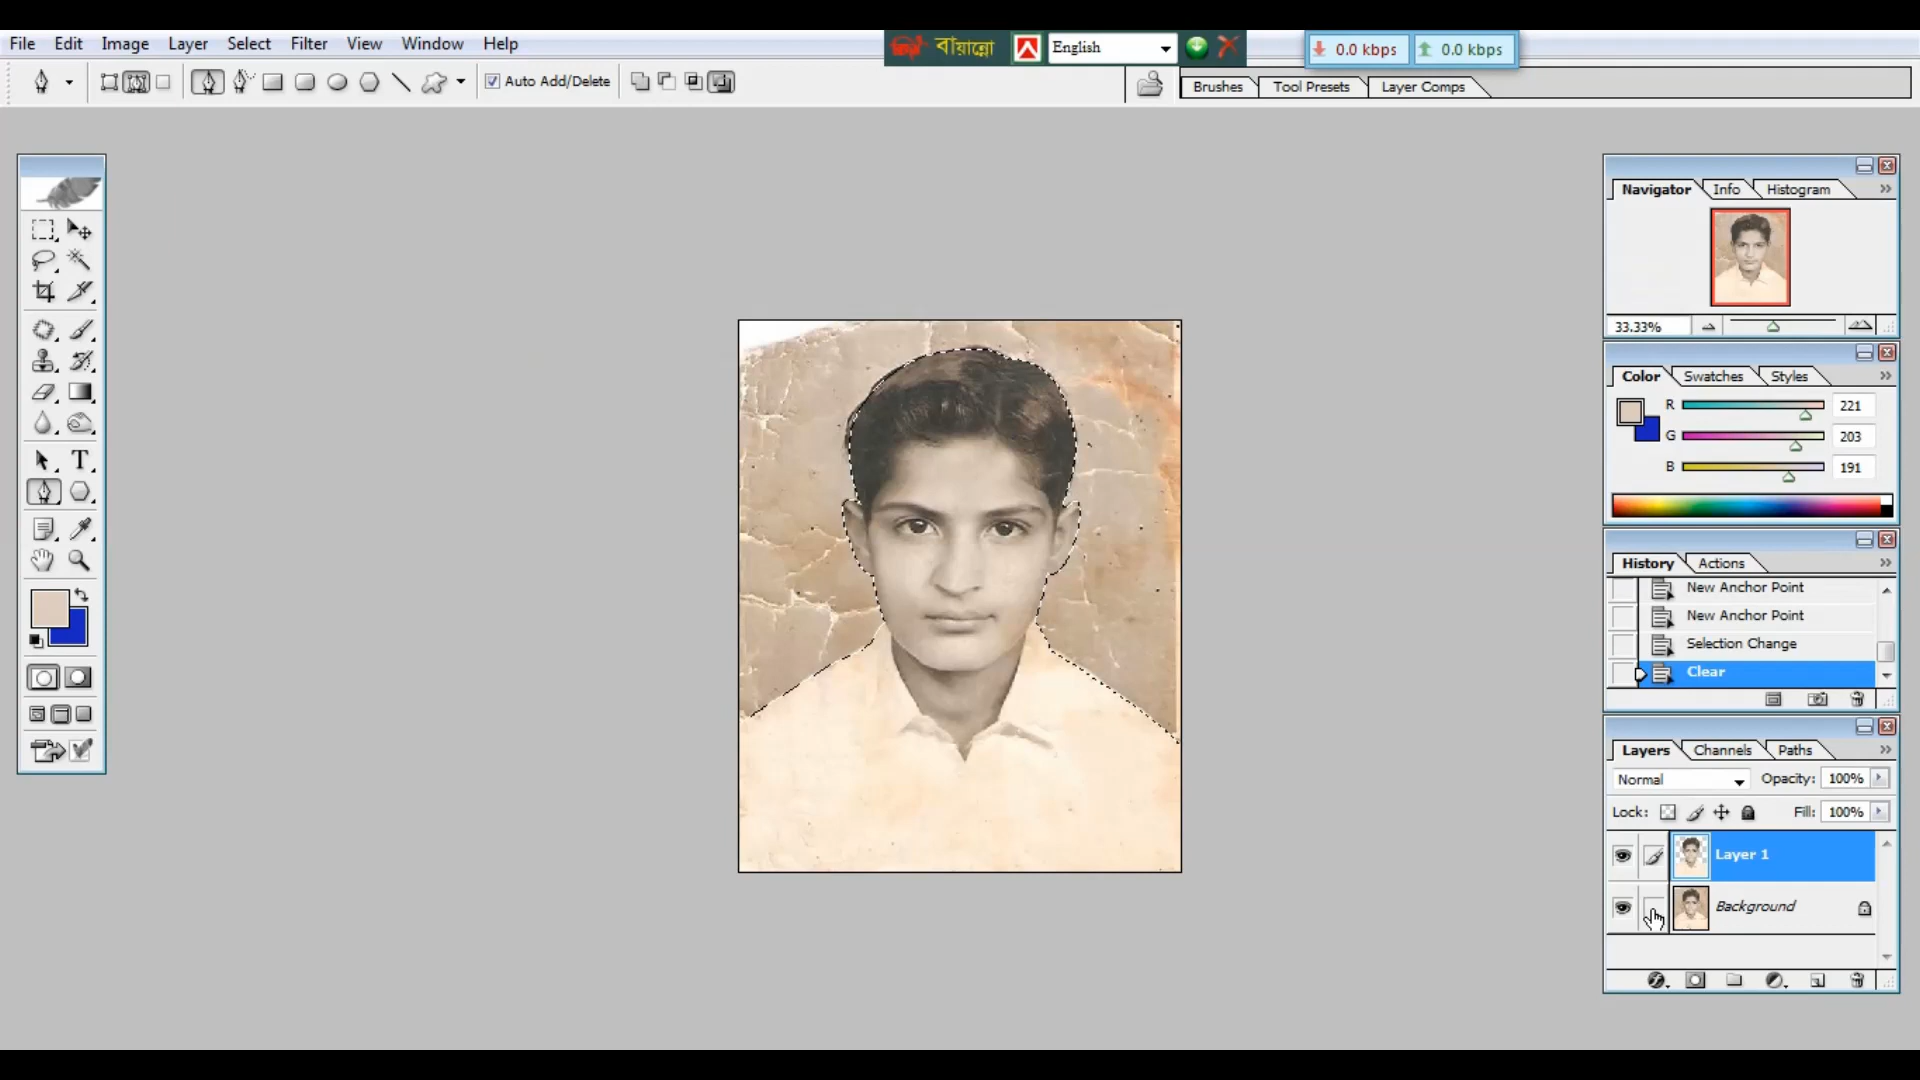 File Edit Image Layer Select Filter View Window Help
বায়ান্নো English 0.0 kbps 0.0 kbps
Auto Add/Delete
Brushes Tool Presets Layer Comps
Navigator Info Histogram
33.33%
Color Swatches Styles
R 221
G 203
B 191
T
History Actions
New Anchor Point
New Anchor Point
Selection Change
Clear
Layers Channels Paths
Normal Opacity: 100%
Lock: Fill: 100%
Layer 1
Background